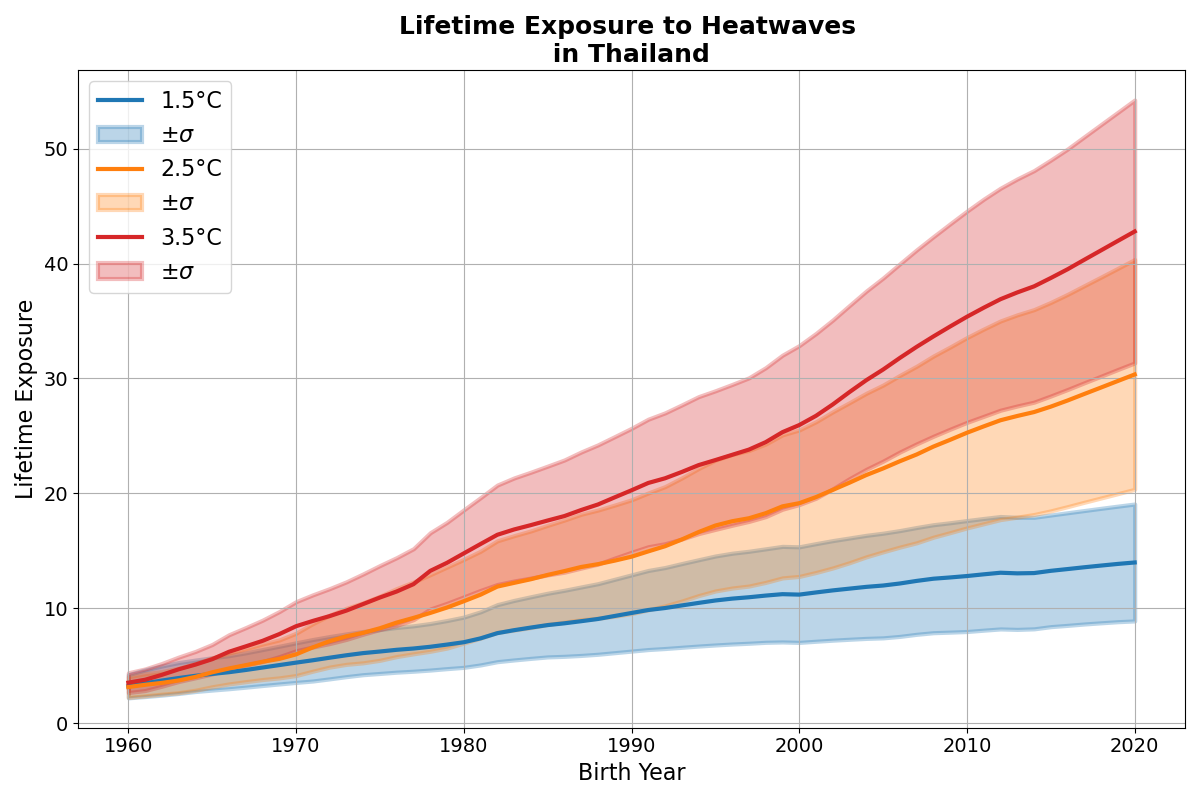 Lifetime Exposure to Heatwaves
in Thailand
1.5°C
±σ
2.5°C
±σ
3.5°C
±σ
Lifetime Exposure
50
40
30
20
10
0
1960 1970 1980 1990 2000 2010 2020
Birth Year